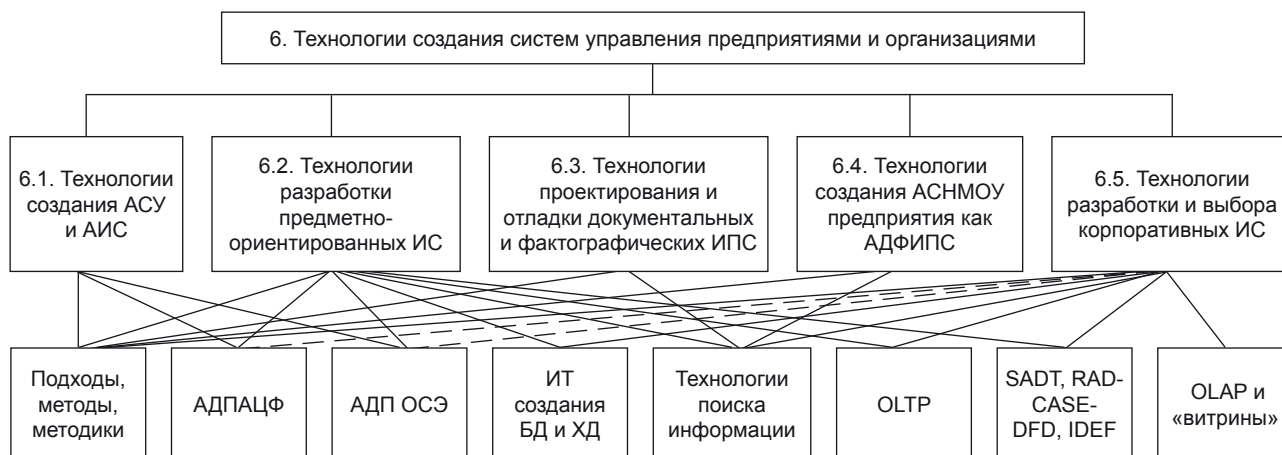 6. Технологии создания систем управления предприятиями и организациями
6.1. Технологии
создания АСУ
и АИС
6.2. Технологии
разработки
предметно-
ориентированных ИС
6.3. Технологии
проектирования и
отладки документальных
и фактографических ИПС
6.4. Технологии
создания АСНМОУ
предприятия как
АДФИПС
6.5. Технологии
разработки и выбора
корпоративных ИС
Подходы,
методы,
методики
АДПАЦФ
АДП ОСЭ
ИТ
создания
БД и ХД
Технологии
поиска
информации
OLTP
SADT, RAD-
CASE-
DFD, IDEF
OLAP и
«витрины»